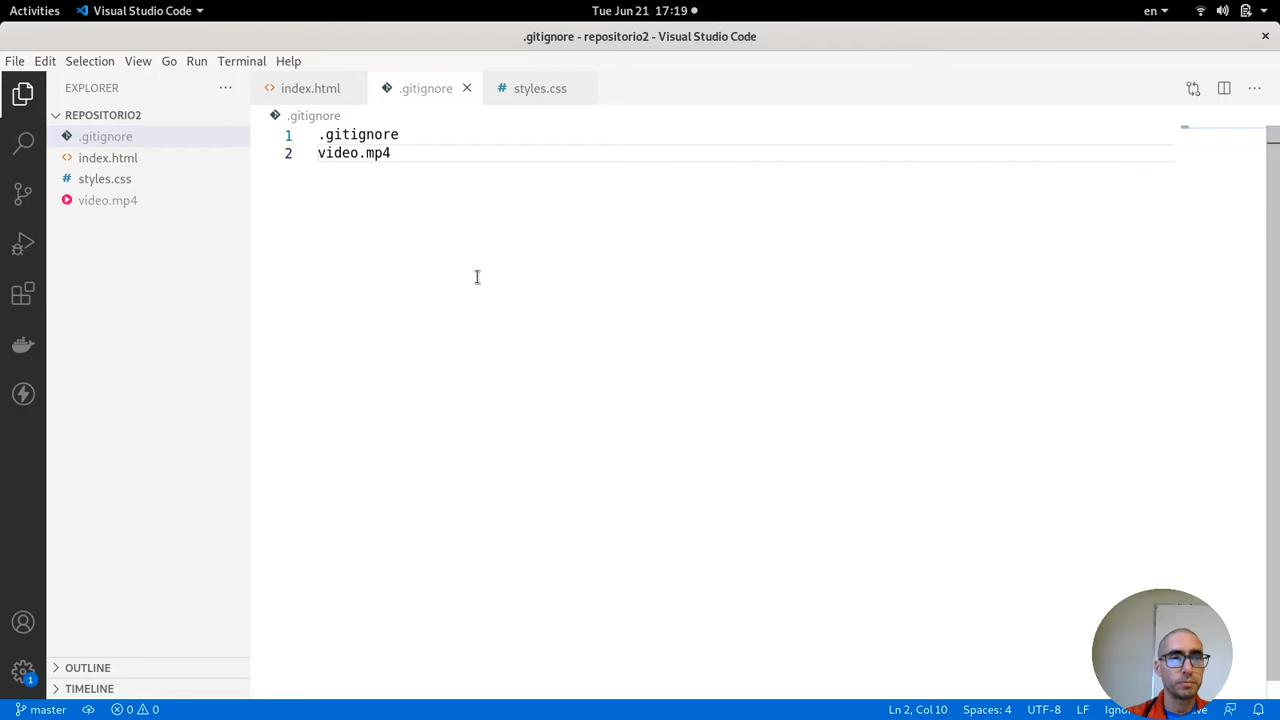 Activities Visual Studio Code Tue Jun 21 17:19 en
.gitignore - repositorio2 - Visual Studio Code
File Edit Selection View Go Run Terminal Help
EXPLORER
index.html .gitignore styles.css
REPOSITORIO2
.gitignore
index.html
styles.css
video.mp4
.gitignore
1 .gitignore
2 video.mp4
OUTLINE
TIMELINE
1
master 0 0 Ln 2, Col 10 Spaces: 4 UTF-8 LF